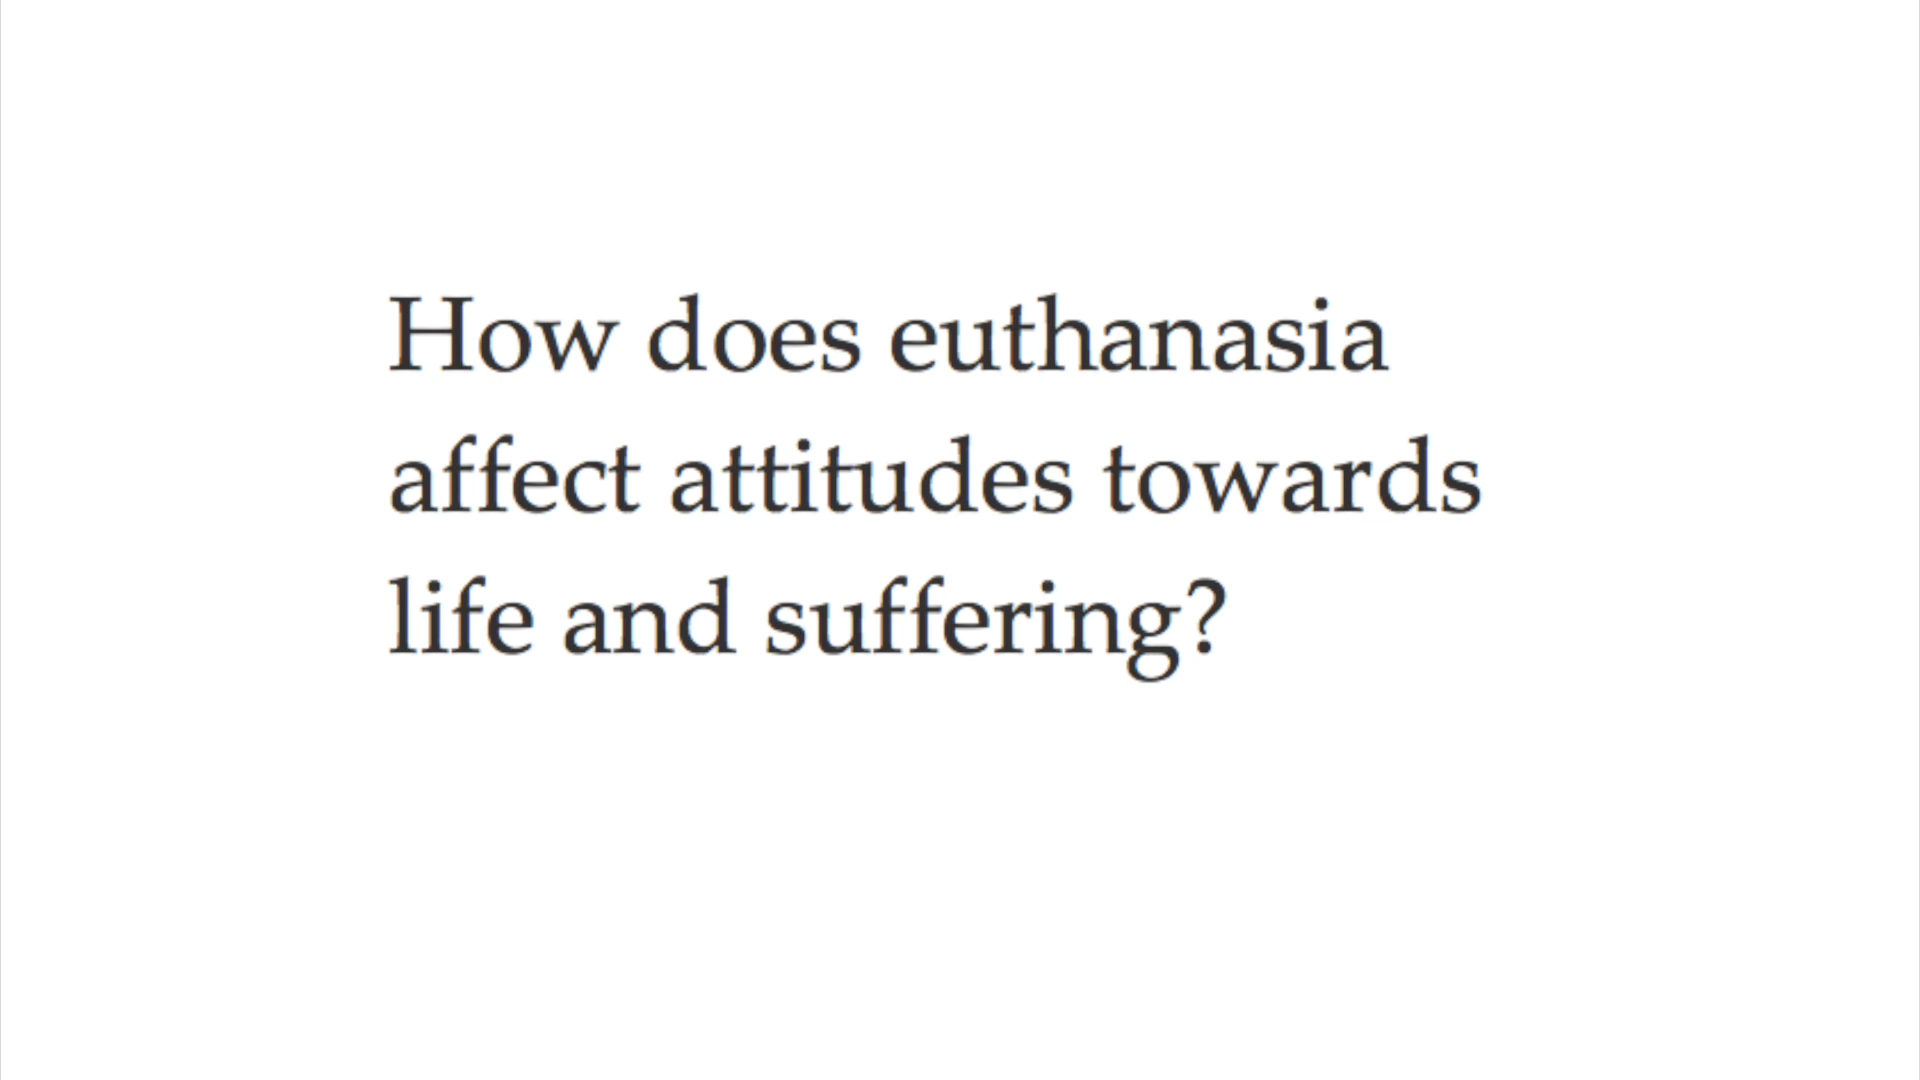 How does euthanasia
affect attitudes towards
life and suffering?